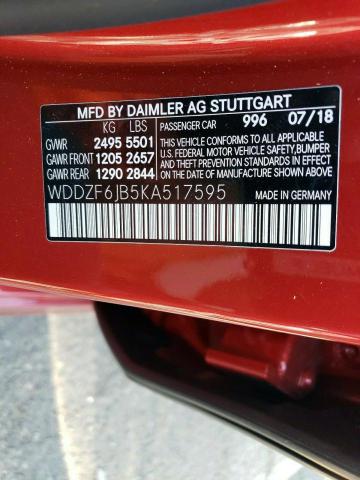 MFD BY DAIMLER AG STUTTGART
KG LBS PASSENGER CAR 996 07/18
GVWR 2495 5501 THIS VEHICLE CONFORMS TO ALL APPLICABLE
GAWR FRONT 1205 2657 U.S. FEDERAL MOTOR VEHICLE SAFETY, BUMPER
GAWR REAR 1290 2844 AND THEFT PREVENTION STANDARDS IN EFFECT
ON THE DATE OF MANUFACTURE SHOWN ABOVE.
WDDZF6JB5KA517595 MADE IN GERMANY